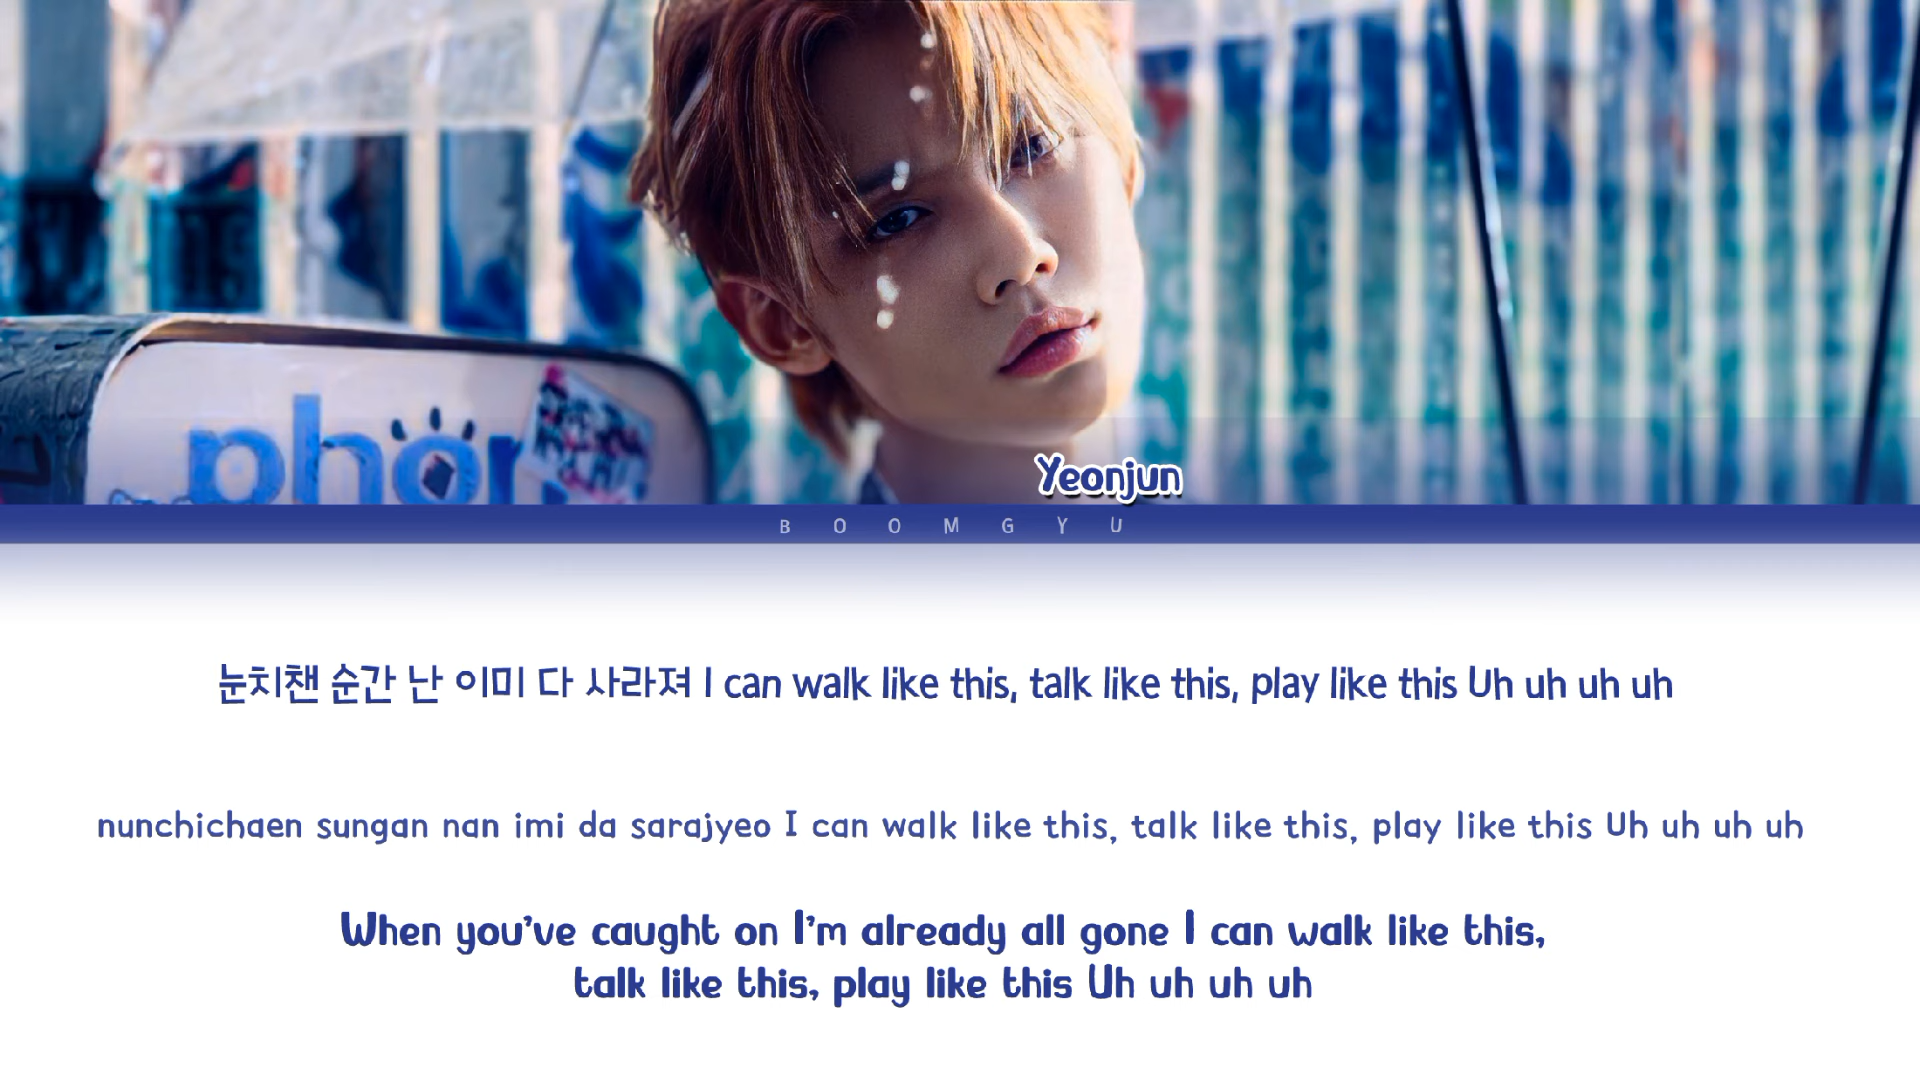 phon
Yeonjun
BOOMGYU
눈치챈 순간 난 이미 다 사라져 I can walk like this, talk like this, play like this Uh uh uh uh
nunchichaen sungan nan imi da sarajyeo I can walk like this, talk like this, play like this Uh uh uh uh
When you've caught on I'm already all gone I can walk like this,
talk like this, play like this Uh uh uh uh